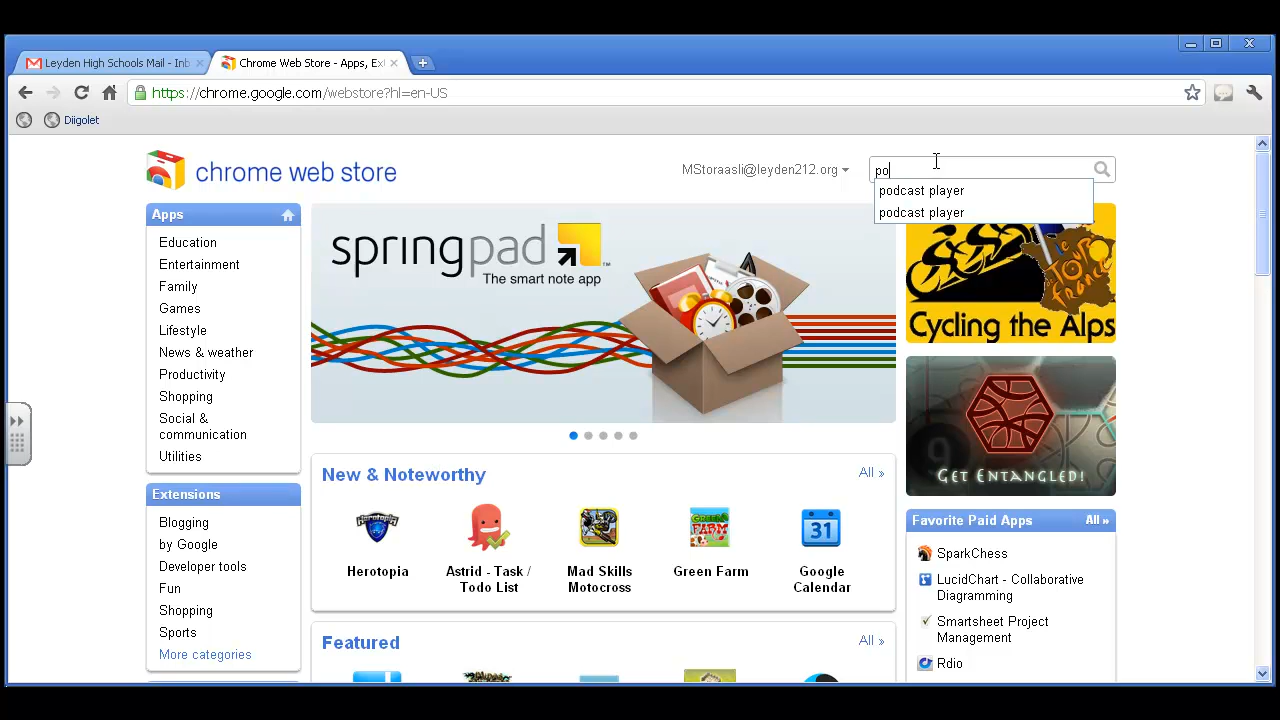 Leyden High Schools Mail - Inb
Chrome Web Store - Apps, Ex
https://chrome.google.com/webstore?hl=en-US
Diigolet
chrome web store
MStoraasli@leyden212.org
po
podcast player
podcast player
Apps
Education
Entertainment
Family
Games
Lifestyle
News & weather
Productivity
Shopping
Social &
communication
Utilities
Extensions
Blogging
by Google
Developer tools
Fun
Shopping
Sports
More categories
springpad™
The smart note app
New & Noteworthy
All »
Herotopia
Astrid - Task /
Todo List
Mad Skills
Motocross
Green Farm
31
Google
Calendar
Featured
All »
Cycling the Alps
GET ENTANGLED!
Favorite Paid Apps
All »
SparkChess
LucidChart - Collaborative
Diagramming
Smartsheet Project
Management
Rdio